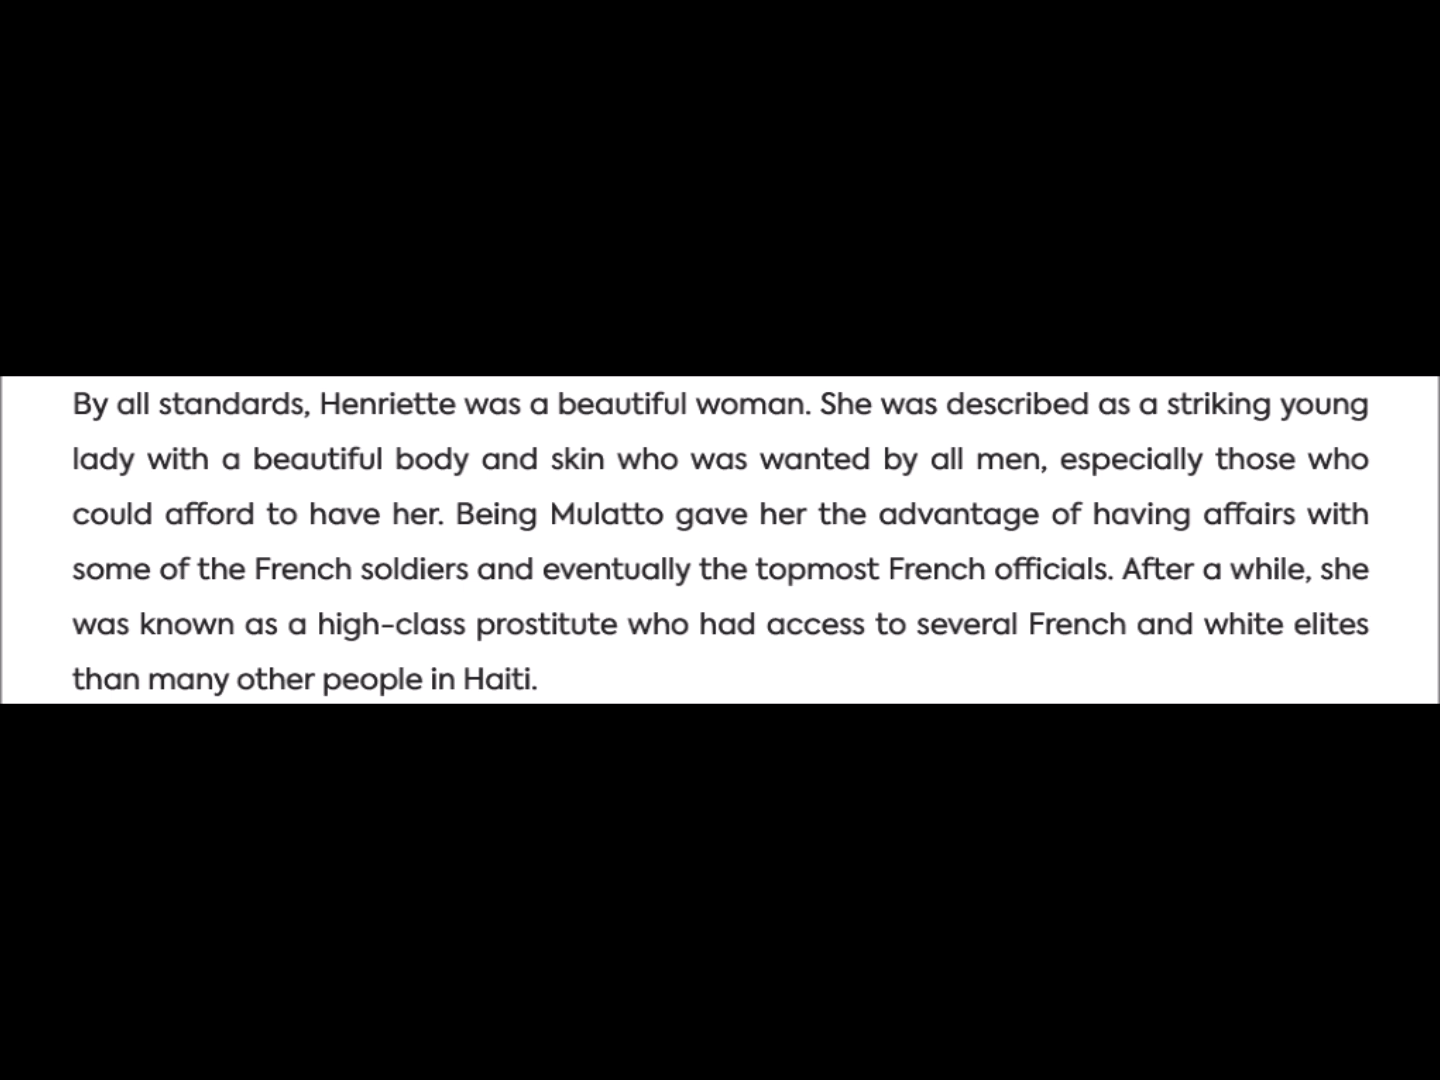 By all standards, Henriette was a beautiful woman. She was described as a striking young
lady with a beautiful body and skin who was wanted by all men, especially those who
could afford to have her. Being Mulatto gave her the advantage of having affairs with
some of the French soldiers and eventually the topmost French officials. After a while, she
was known as a high-class prostitute who had access to several French and white elites
than many other people in Haiti.